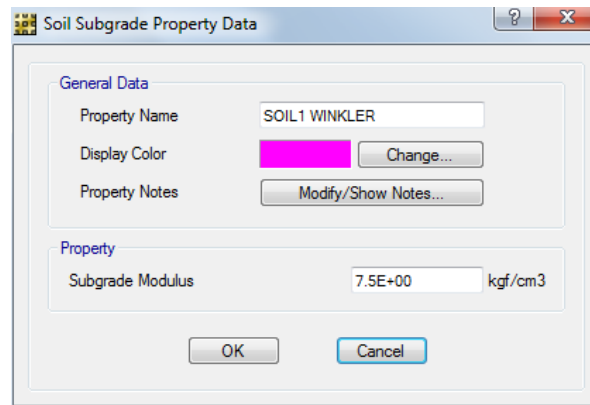 Soil Subgrade Property Data
General Data
Property Name SOIL1 WINKLER
Display Color Change...
Property Notes Modify/Show Notes...
Property
Subgrade Modulus 7.5E+00 kgf/cm3
OK Cancel